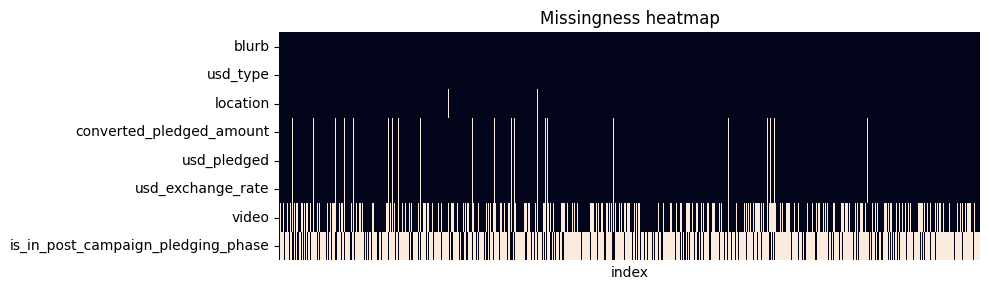 Missingness heatmap
blurb
usd_type
location
converted_pledged_amount
usd_pledged
usd_exchange_rate
video
is_in_post_campaign_pledging_phase
index